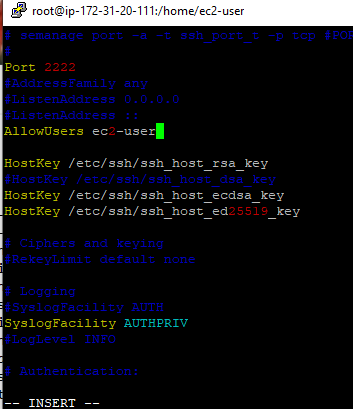 root@ip-172-31-20-111:/home/ec2-user
# semanage port -a -t ssh_port_t -p tcp #POR
#
Port 2222
#AddressFamily any
#ListenAddress 0.0.0.0
#ListenAddress ::
AllowUsers ec2-user
HostKey /etc/ssh/ssh_host_rsa_key
#HostKey /etc/ssh/ssh_host_dsa_key
HostKey /etc/ssh/ssh_host_ecdsa_key
HostKey /etc/ssh/ssh_host_ed25519_key
# Ciphers and keying
#RekeyLimit default none
# Logging
#SyslogFacility AUTH
SyslogFacility AUTHPRIV
#LogLevel INFO
# Authentication:
-- INSERT --